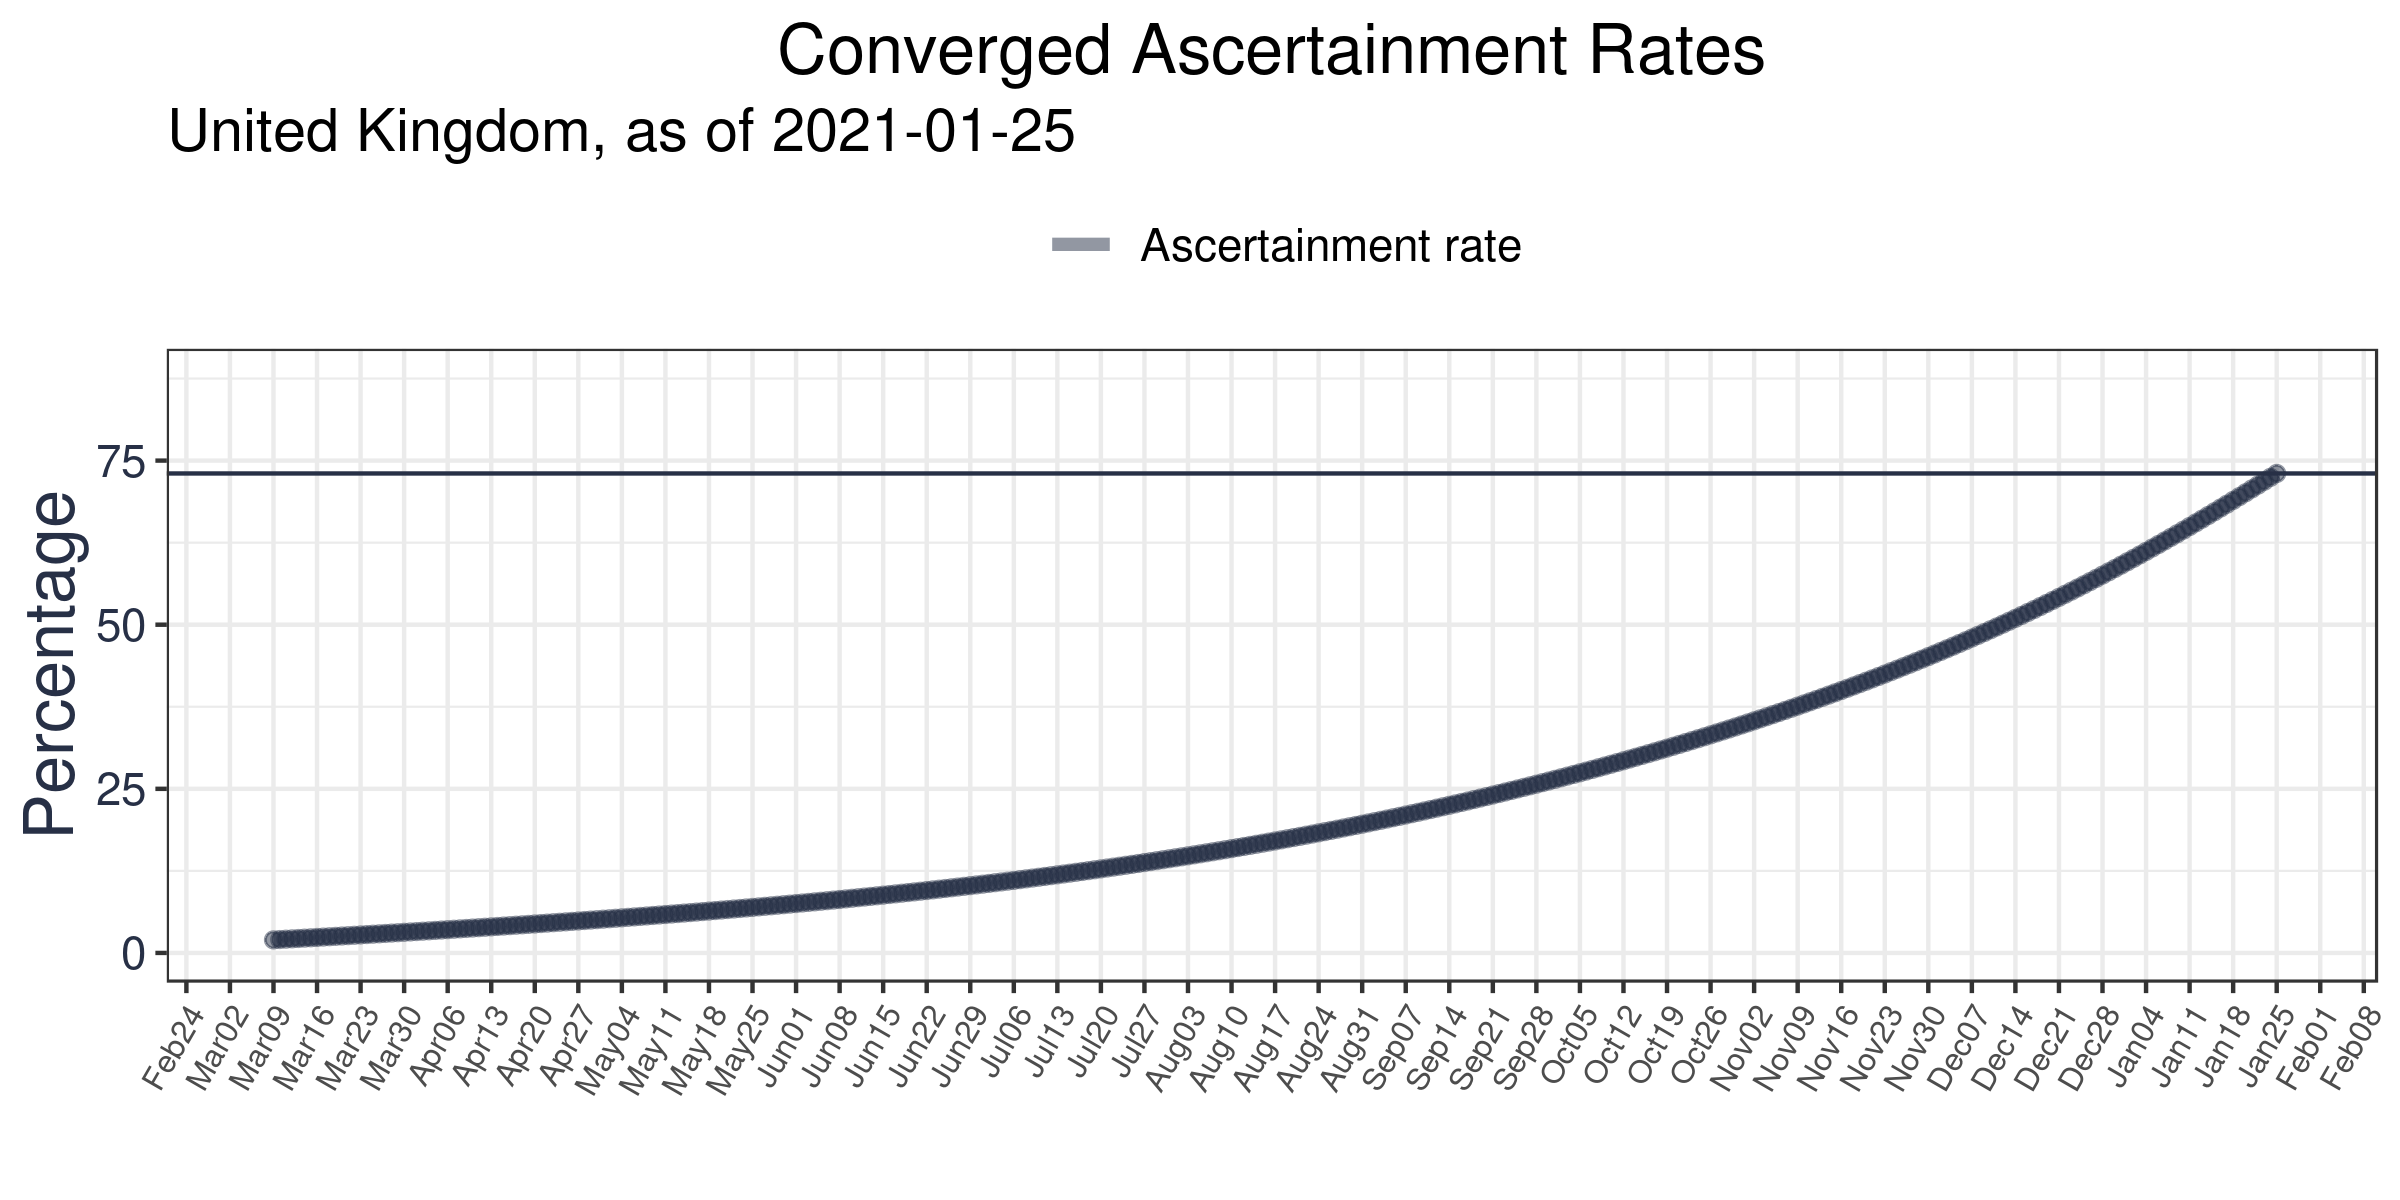 Converged Ascertainment Rates
United Kingdom, as of 2021-01-25
Ascertainment rate
Percentage
75
50
25
0
Feb24 Mar02 Mar09 Mar16 Mar23 Mar30 Apr06 Apr13 Apr20 Apr27 May04 May11 May18 May25 Jun01 Jun08 Jun15 Jun22 Jun29 Jul06 Jul13 Jul20 Jul27 Aug03 Aug10 Aug17 Aug24 Aug31 Sep07 Sep14 Sep21 Sep28 Oct05 Oct12 Oct19 Oct26 Nov02 Nov09 Nov16 Nov23 Nov30 Dec07 Dec14 Dec21 Dec28 Jan04 Jan11 Jan18 Jan25 Feb01 Feb08